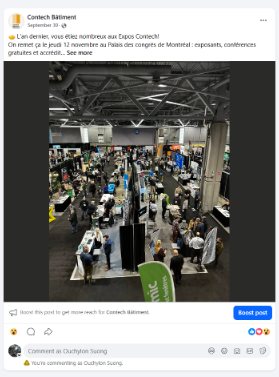 Contech Bâtiment
September 30
L'an dernier, vous étiez nombreux aux Expos Contech!
On remet ça le jeudi 12 novembre au Palais des congrès de Montréal : exposants, conférences
gratuites et accrédit... See more
Boost this post to get more reach for Contech Bâtiment.
Boost post
Comment as Ouchylon Suong
You're commenting as Ouchylon Suong.